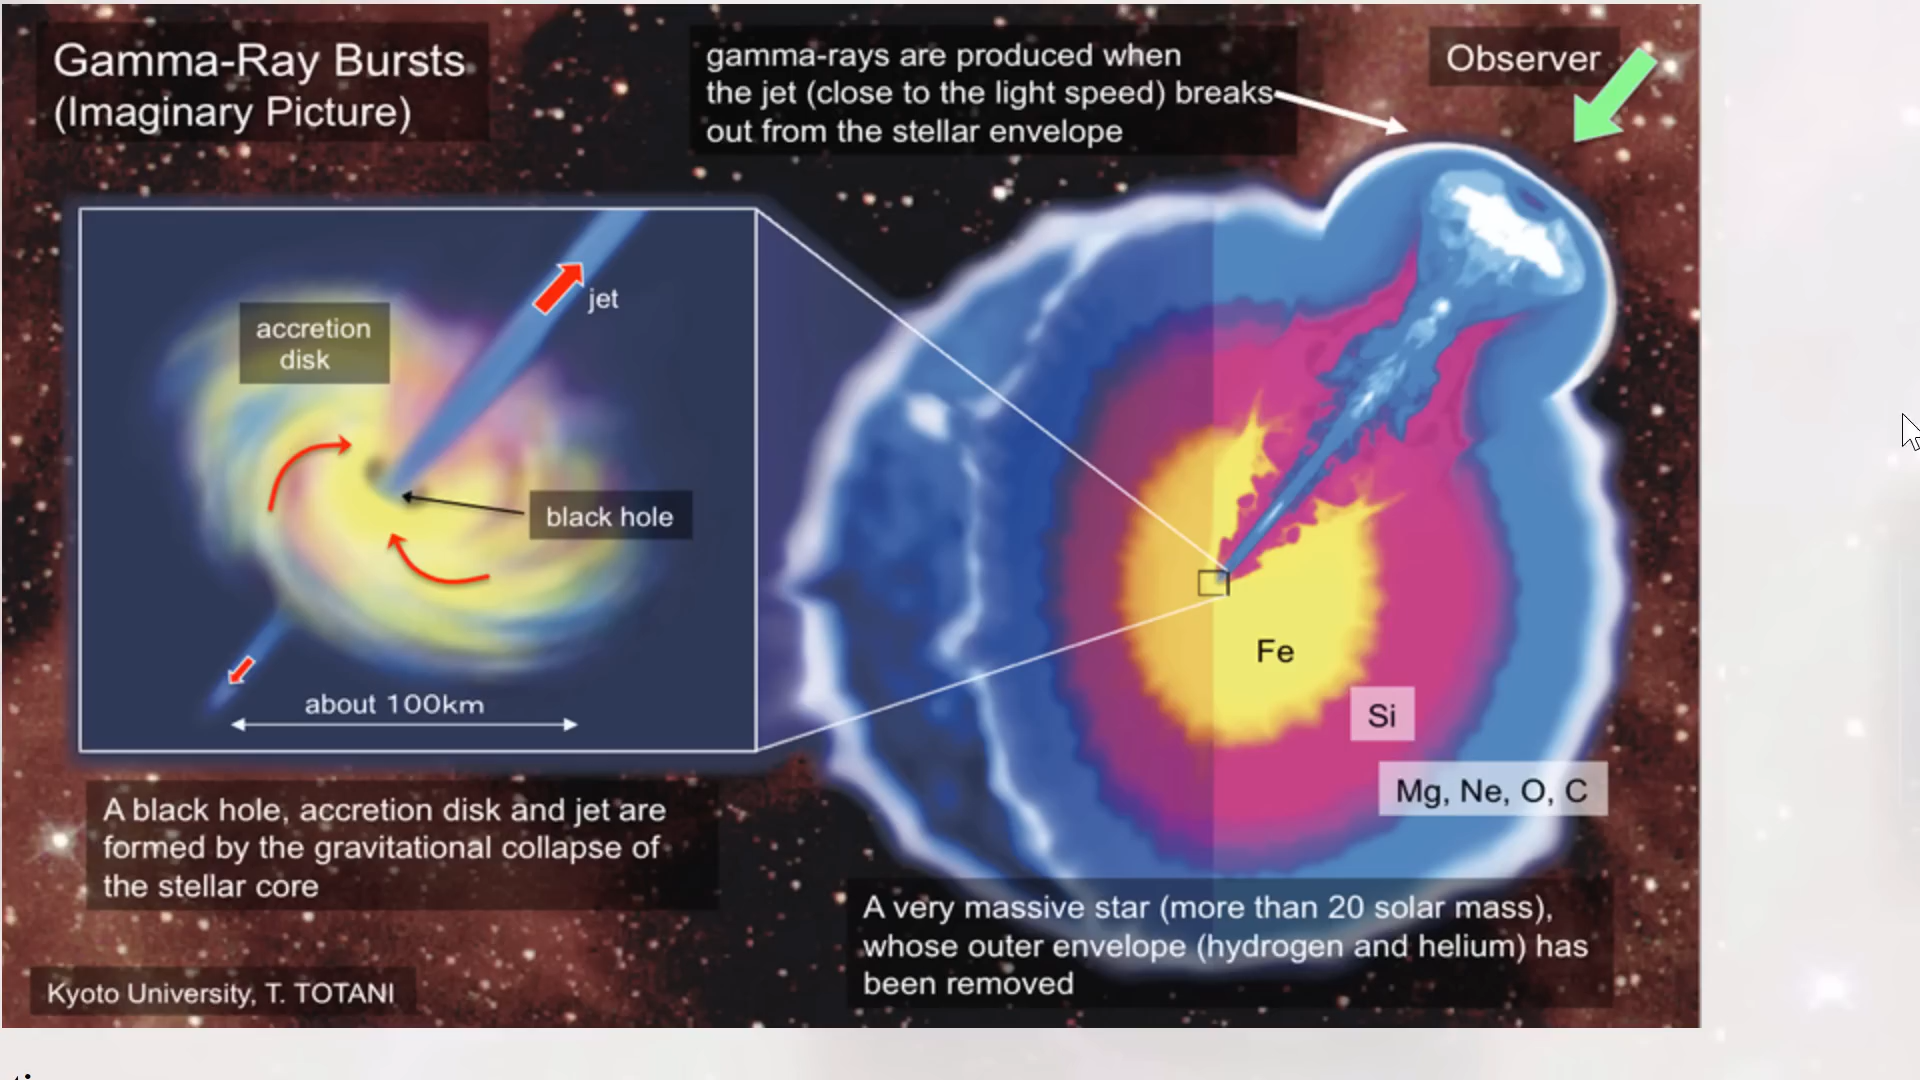 Gamma-Ray Bursts
(Imaginary Picture)
gamma-rays are produced when
the jet (close to the light speed) breaks
out from the stellar envelope
Observer
jet
accretion
disk
black hole
about 100km
Fe
Si
Mg, Ne, O, C
A black hole, accretion disk and jet are
formed by the gravitational collapse of
the stellar core
A very massive star (more than 20 solar mass),
whose outer envelope (hydrogen and helium) has
been removed
Kyoto University, T. TOTANI